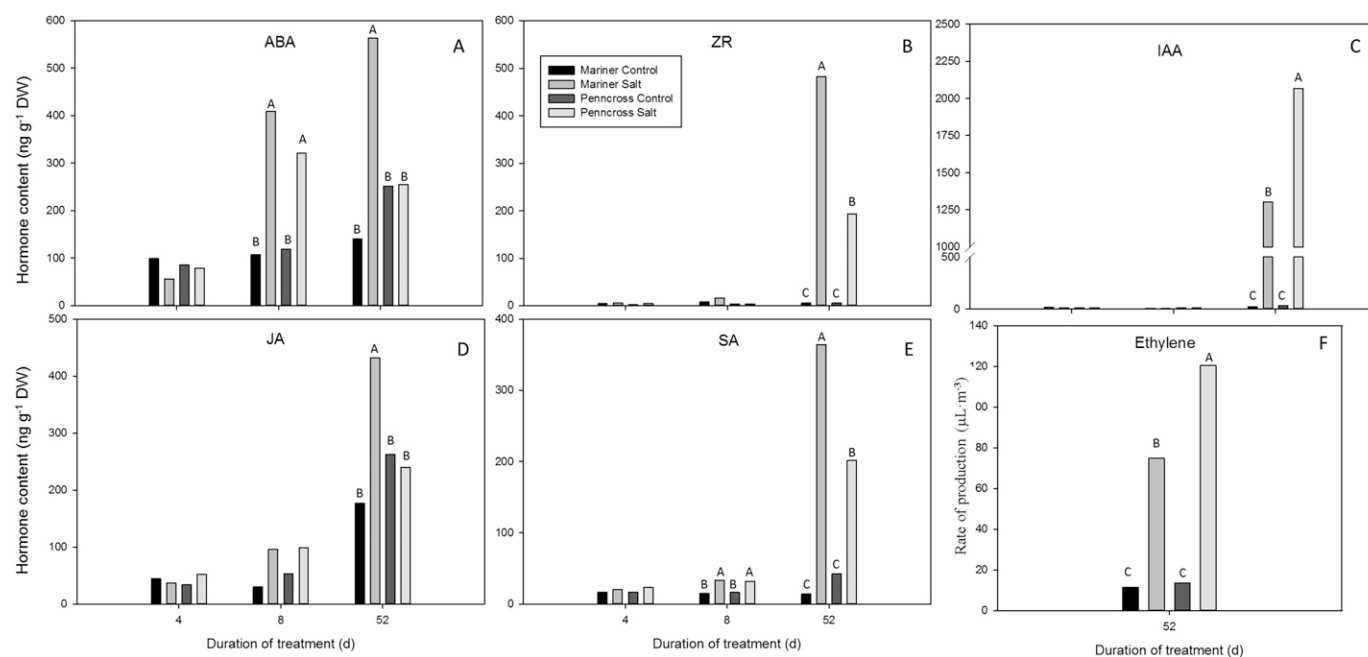 ABA
A
Hormone content (ng g⁻¹ DW)
600
500
400
300
200
100
0
A
A
A
B
B
B
B
B
ZR
B
Mariner Control
Mariner Salt
Penncross Control
Penncross Salt
600
500
400
300
200
100
0
A
B
C
C
IAA
C
2500
2250
2000
1750
1500
1250
1000
500
0
A
B
C
C
JA
D
Hormone content (ng g⁻¹ DW)
500
400
300
200
100
0
A
B
B
B
4
8
52
Duration of treatment (d)
SA
E
400
300
200
100
0
B
A
B
A
A
B
C
C
4
8
52
Duration of treatment (d)
Ethylene
F
Rate of production (μL·m⁻³)
140
120
100
80
60
40
20
0
A
B
C
C
52
Duration of treatment (d)